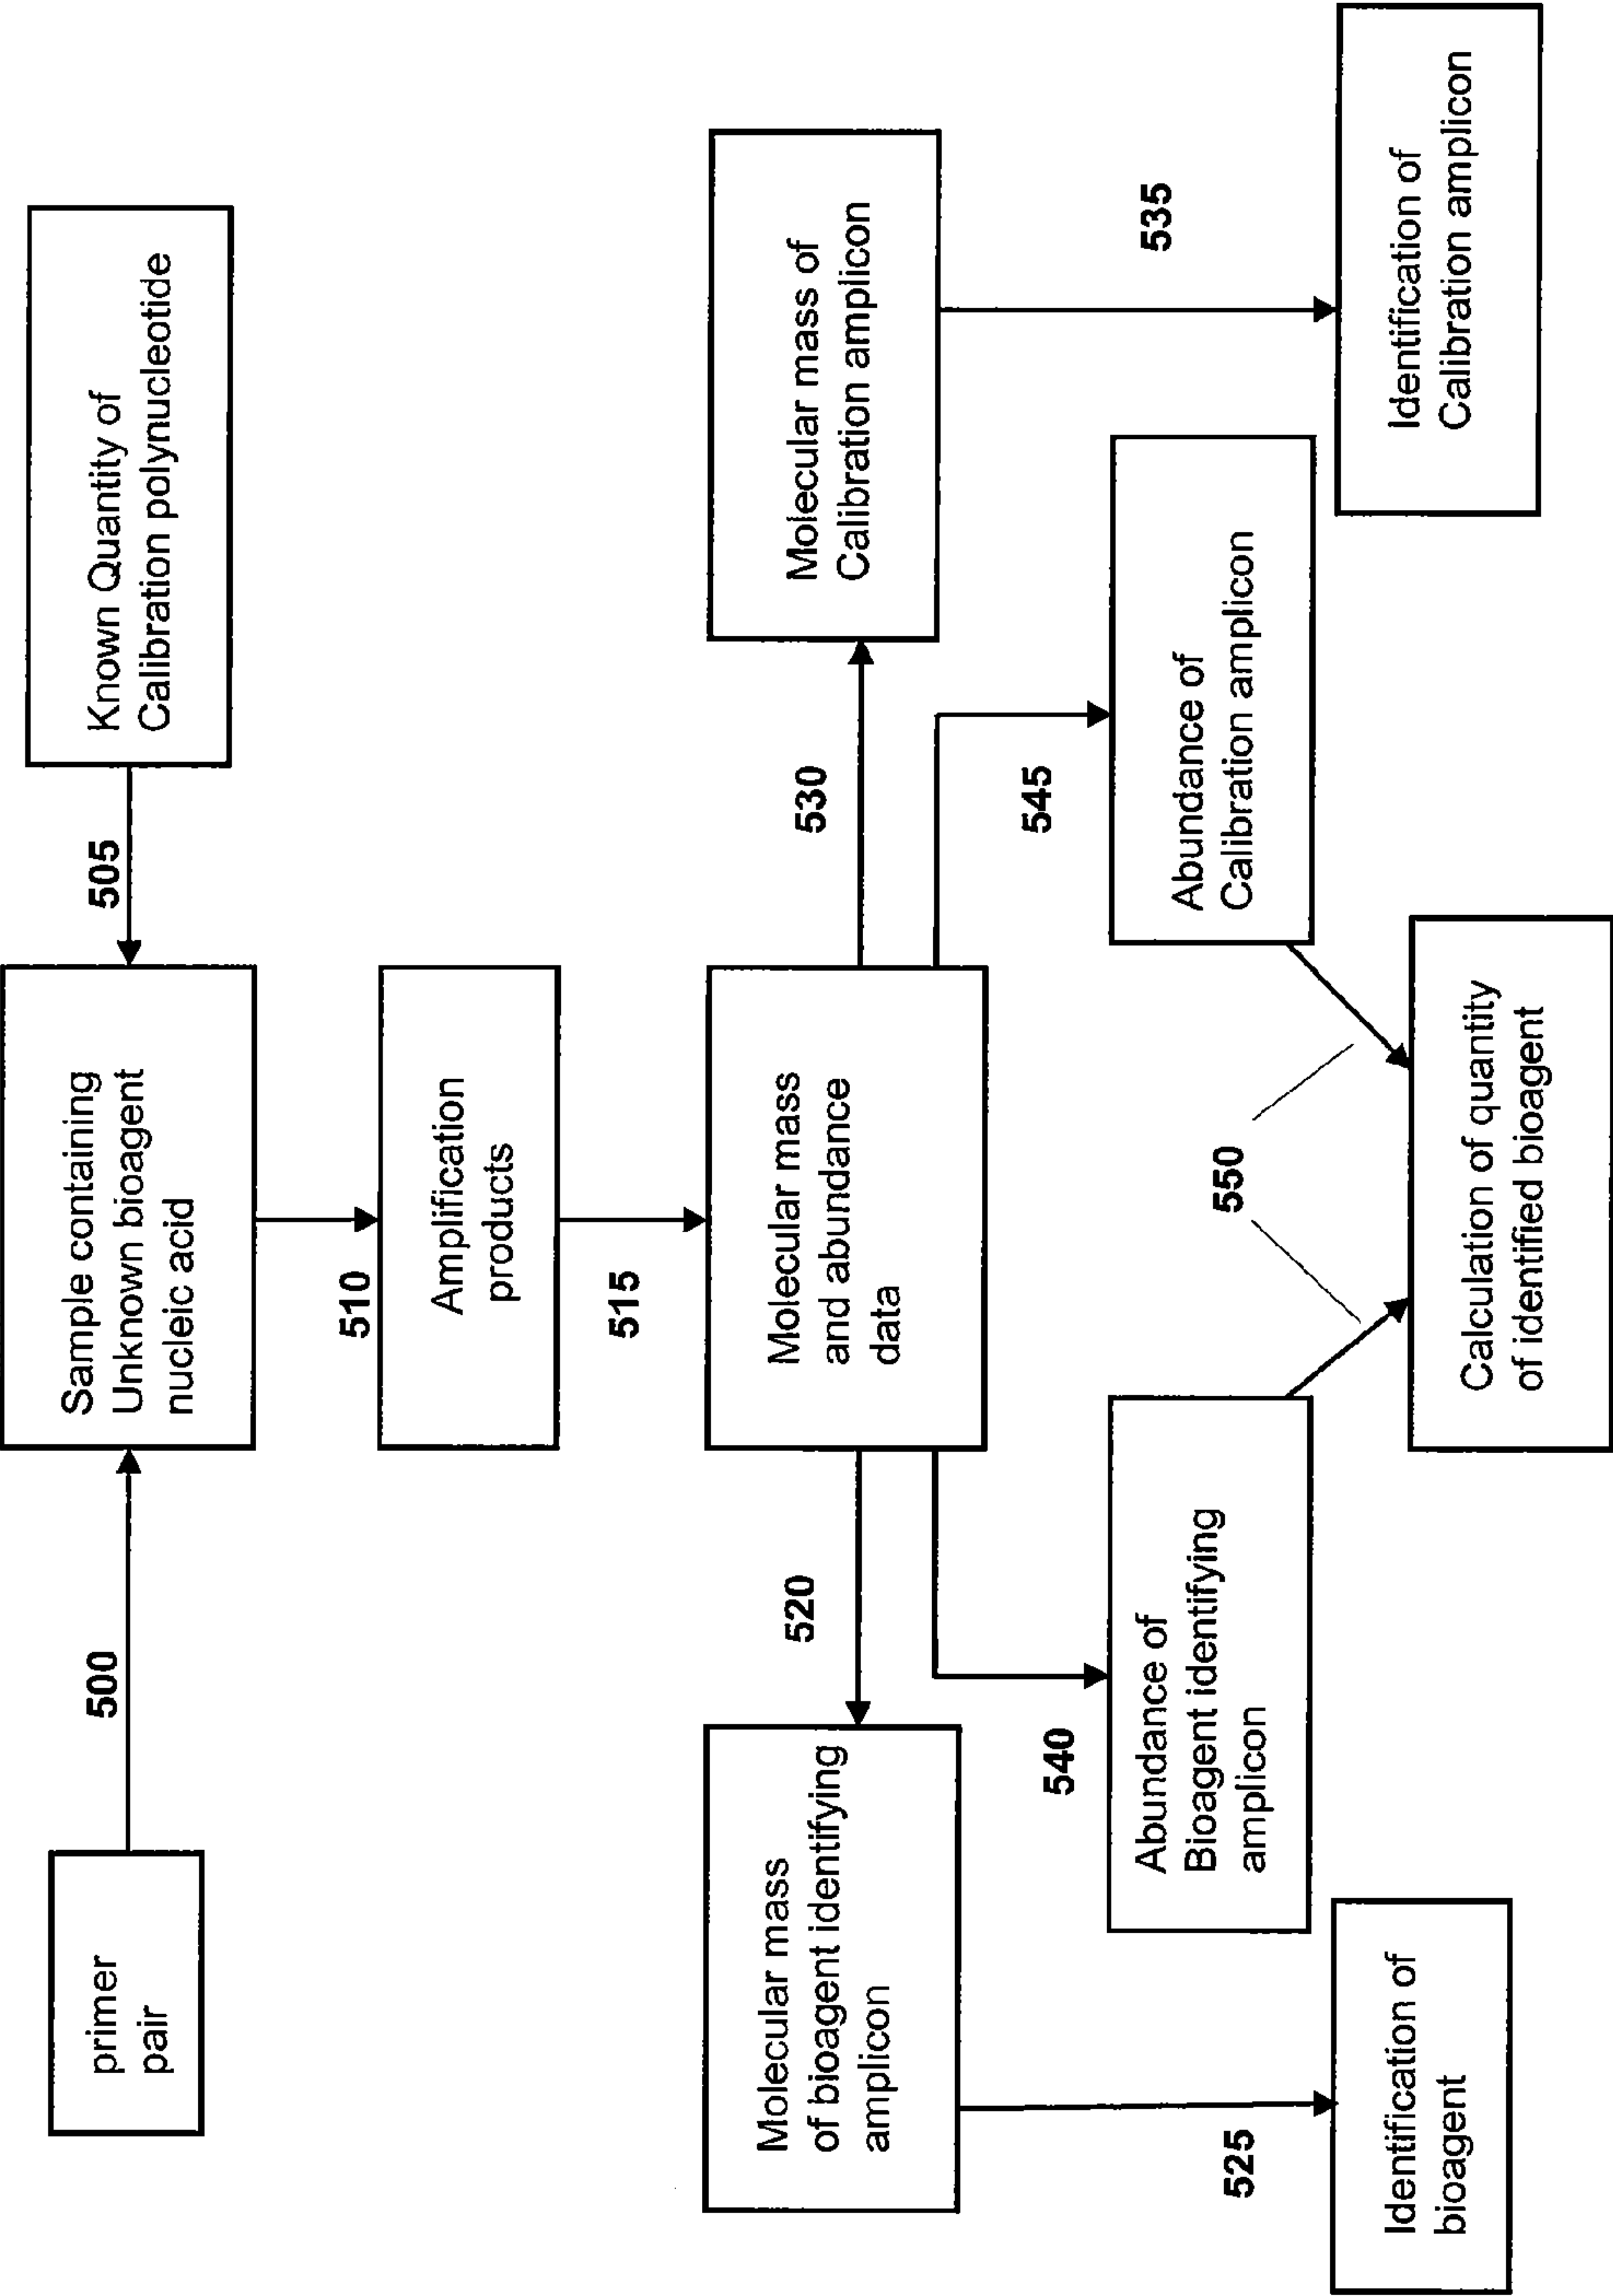 primer
pair
500
Sample containing
Unknown bioagent
nucleic acid
505
Known Quantity of
Calibration polynucleotide
510
Amplification
products
515
Molecular mass
of bioagent identifying
amplicon
520
Molecular mass
and abundance
data
530
Molecular mass of
Calibration amplicon
525
540
545
535
Abundance of
Bioagent identifying
amplicon
550
Abundance of
Calibration amplicon
Identification of
bioagent
Calculation of quantity
of identified bioagent
Identification of
Calibration amplicon